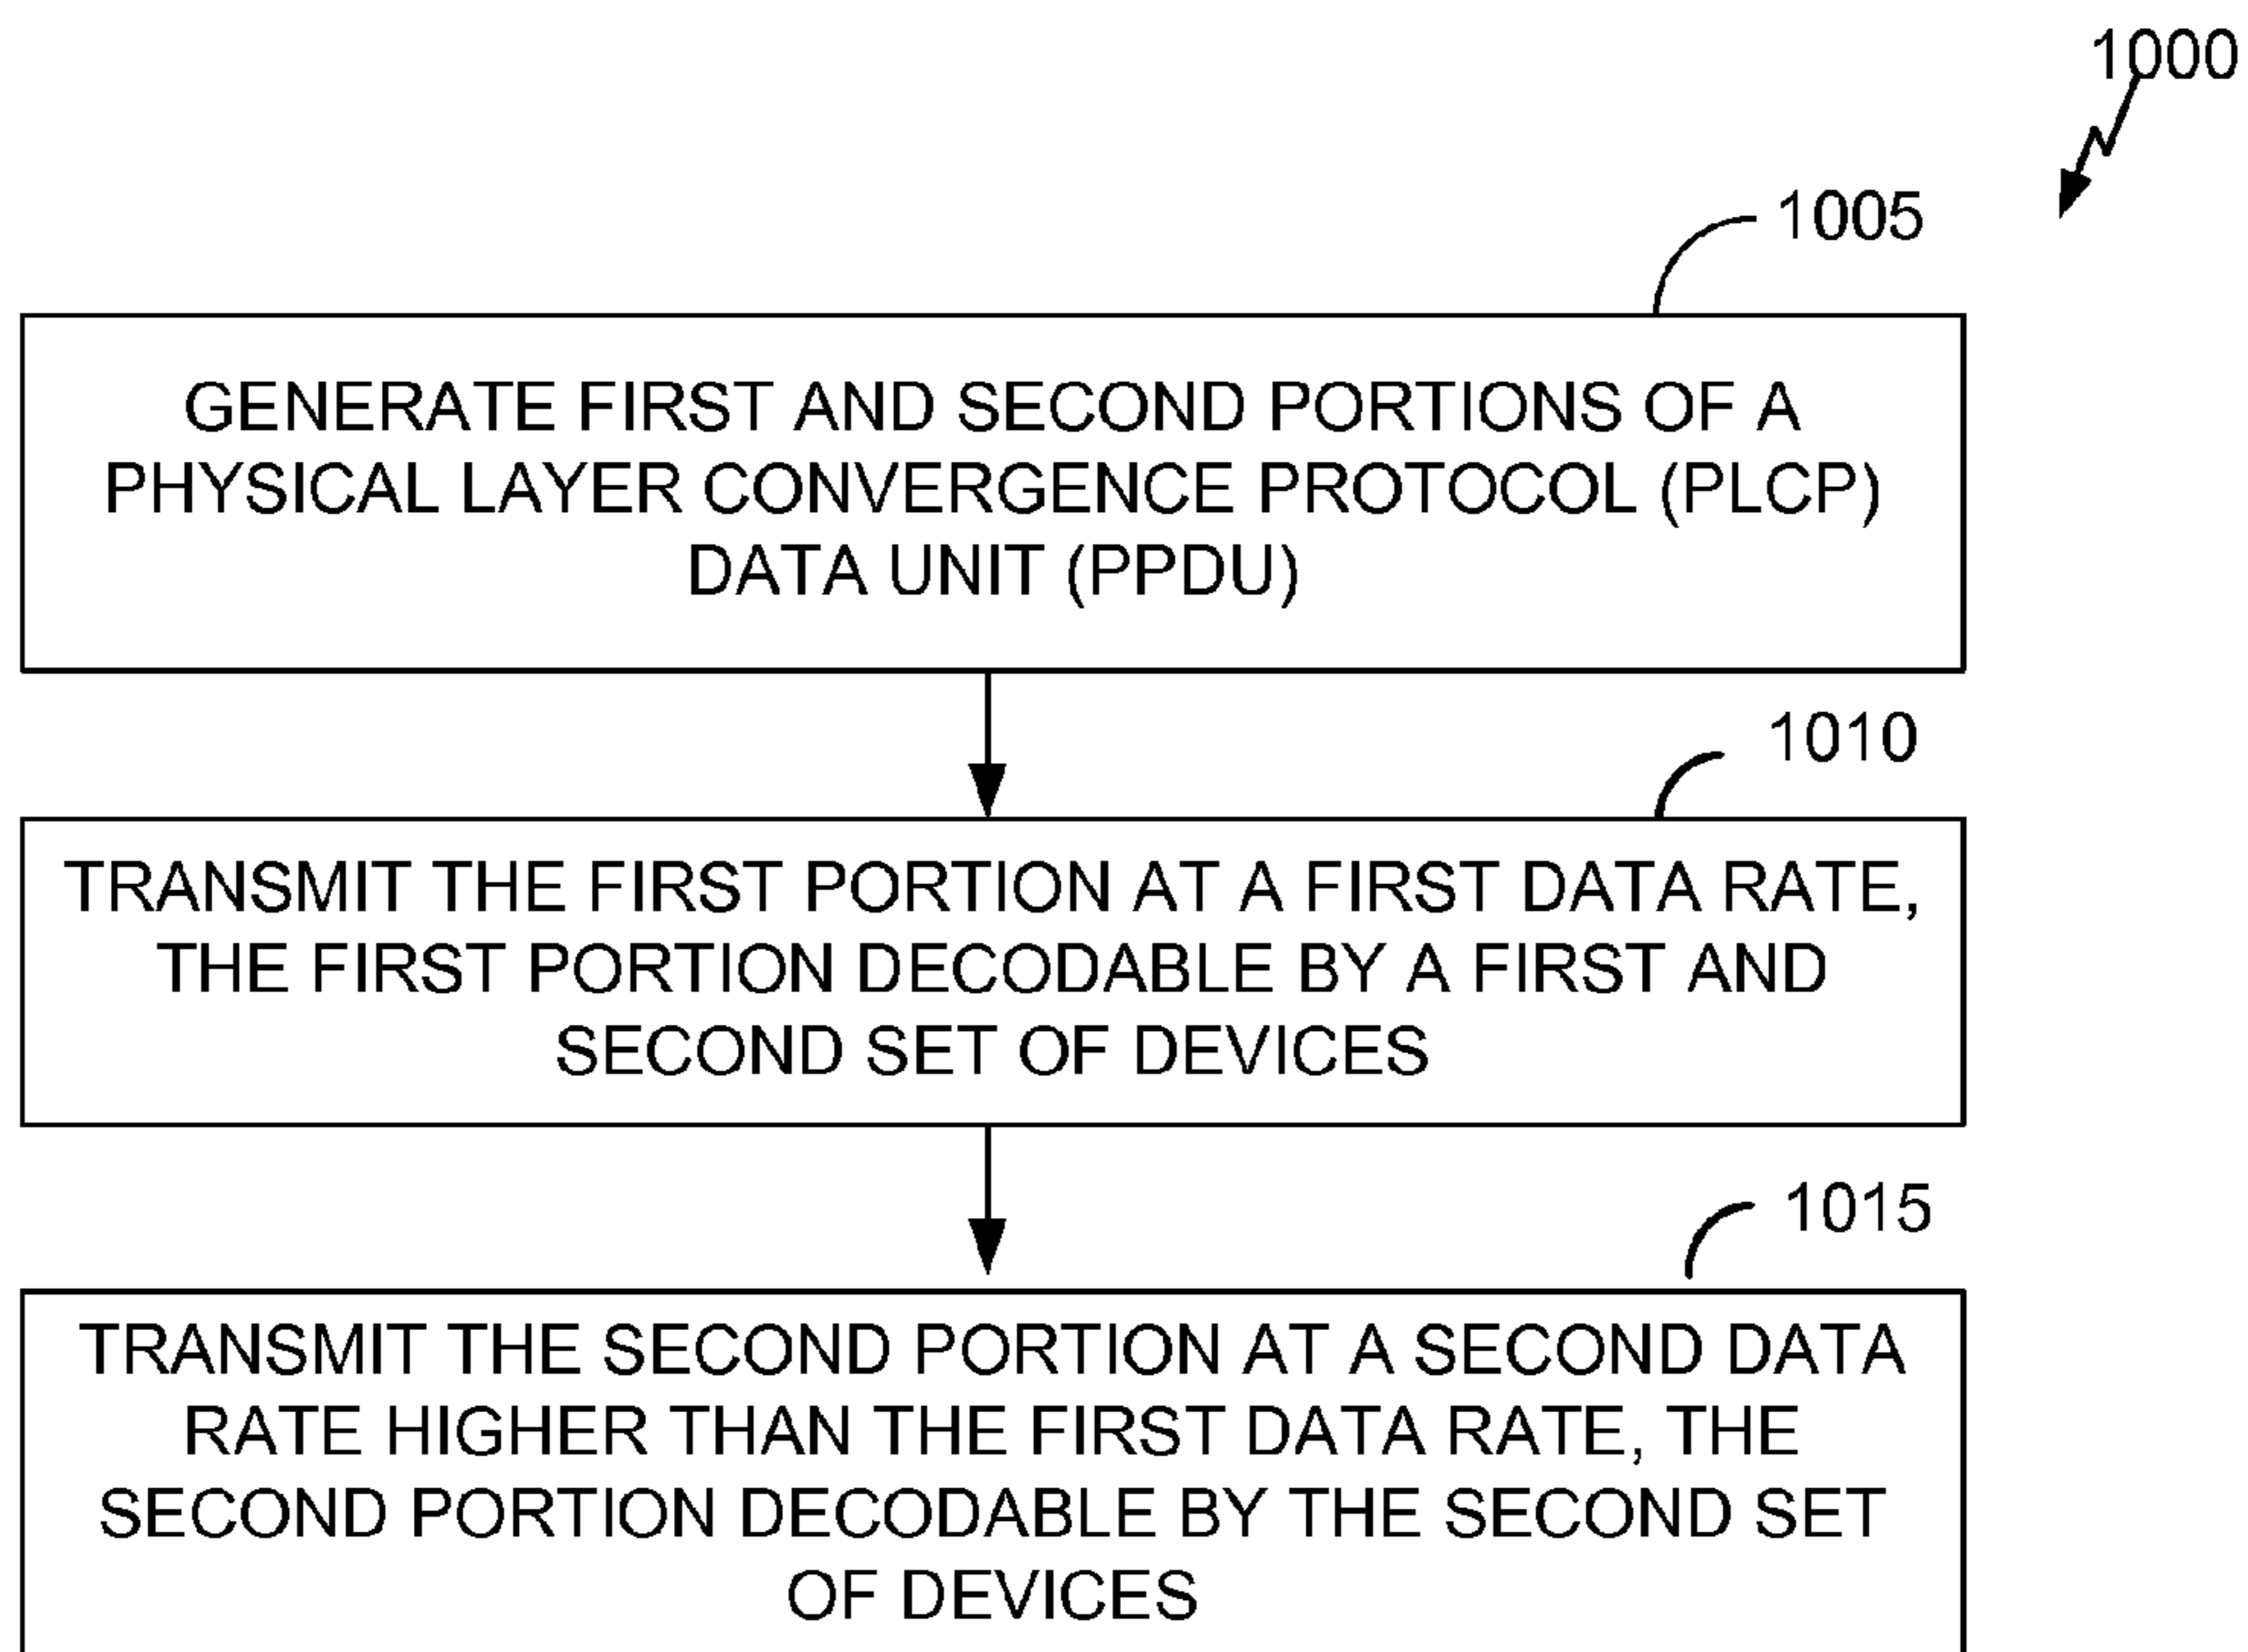 1000
1005
GENERATE FIRST AND SECOND PORTIONS OF A
PHYSICAL LAYER CONVERGENCE PROTOCOL (PLCP)
DATA UNIT (PPDU)
1010
TRANSMIT THE FIRST PORTION AT A FIRST DATA RATE,
THE FIRST PORTION DECODABLE BY A FIRST AND
SECOND SET OF DEVICES
1015
TRANSMIT THE SECOND PORTION AT A SECOND DATA
RATE HIGHER THAN THE FIRST DATA RATE, THE
SECOND PORTION DECODABLE BY THE SECOND SET
OF DEVICES